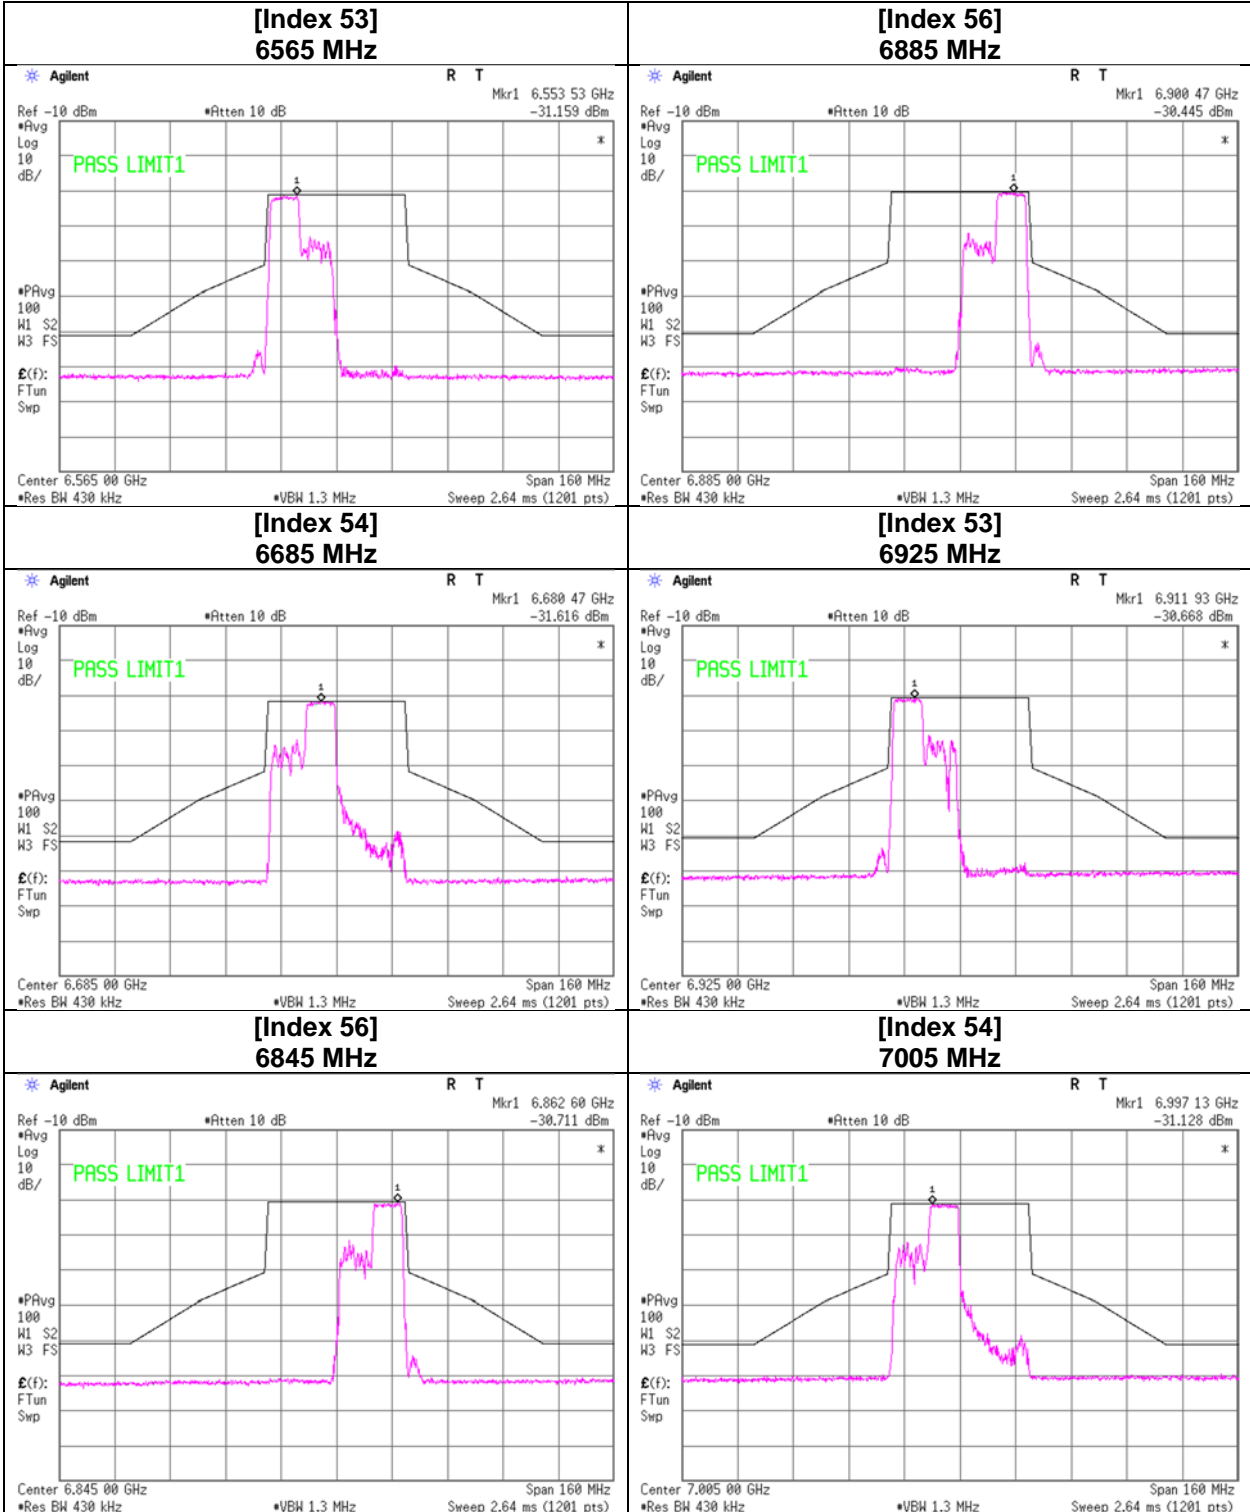 [Index 53]
6565 MHz
Agilent
R T
Mkr1 6.553 53 GHz
Ref -10 dBm #Atten 10 dB -31.159 dBm
#Avg
Log
10
dB/
PASS LIMIT1
1
#PAvg
100
W1 S2
W3 FS
£(f):
FTun
Swp
Center 6.565 00 GHz Span 160 MHz
#Res BW 430 kHz #VBW 1.3 MHz Sweep 2.64 ms (1201 pts)
[Index 56]
6885 MHz
Agilent
R T
Mkr1 6.900 47 GHz
Ref -10 dBm #Atten 10 dB -30.445 dBm
#Avg
Log
10
dB/
PASS LIMIT1
1
#PAvg
100
W1 S2
W3 FS
£(f):
FTun
Swp
Center 6.885 00 GHz Span 160 MHz
#Res BW 430 kHz #VBW 1.3 MHz Sweep 2.64 ms (1201 pts)
[Index 54]
6685 MHz
Agilent
R T
Mkr1 6.680 47 GHz
Ref -10 dBm #Atten 10 dB -31.616 dBm
#Avg
Log
10
dB/
PASS LIMIT1
1
#PAvg
100
W1 S2
W3 FS
£(f):
FTun
Swp
Center 6.685 00 GHz Span 160 MHz
#Res BW 430 kHz #VBW 1.3 MHz Sweep 2.64 ms (1201 pts)
[Index 53]
6925 MHz
Agilent
R T
Mkr1 6.911 93 GHz
Ref -10 dBm #Atten 10 dB -30.668 dBm
#Avg
Log
10
dB/
PASS LIMIT1
1
#PAvg
100
W1 S2
W3 FS
£(f):
FTun
Swp
Center 6.925 00 GHz Span 160 MHz
#Res BW 430 kHz #VBW 1.3 MHz Sweep 2.64 ms (1201 pts)
[Index 56]
6845 MHz
Agilent
R T
Mkr1 6.862 60 GHz
Ref -10 dBm #Atten 10 dB -30.711 dBm
#Avg
Log
10
dB/
PASS LIMIT1
1
#PAvg
100
W1 S2
W3 FS
£(f):
FTun
Swp
Center 6.845 00 GHz Span 160 MHz
#Res BW 430 kHz #VBW 1.3 MHz Sweep 2.64 ms (1201 pts)
[Index 54]
7005 MHz
Agilent
R T
Mkr1 6.997 13 GHz
Ref -10 dBm #Atten 10 dB -31.128 dBm
#Avg
Log
10
dB/
PASS LIMIT1
1
#PAvg
100
W1 S2
W3 FS
£(f):
FTun
Swp
Center 7.005 00 GHz Span 160 MHz
#Res BW 430 kHz #VBW 1.3 MHz Sweep 2.64 ms (1201 pts)